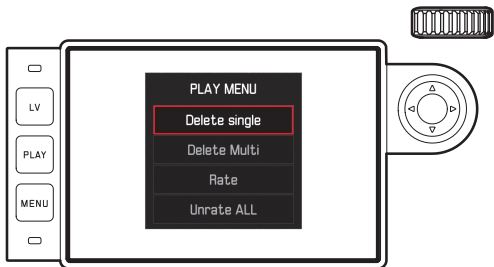 LV
PLAY
MENU
PLAY MENU
Delete single
Delete Multi
Rate
Unrate ALL